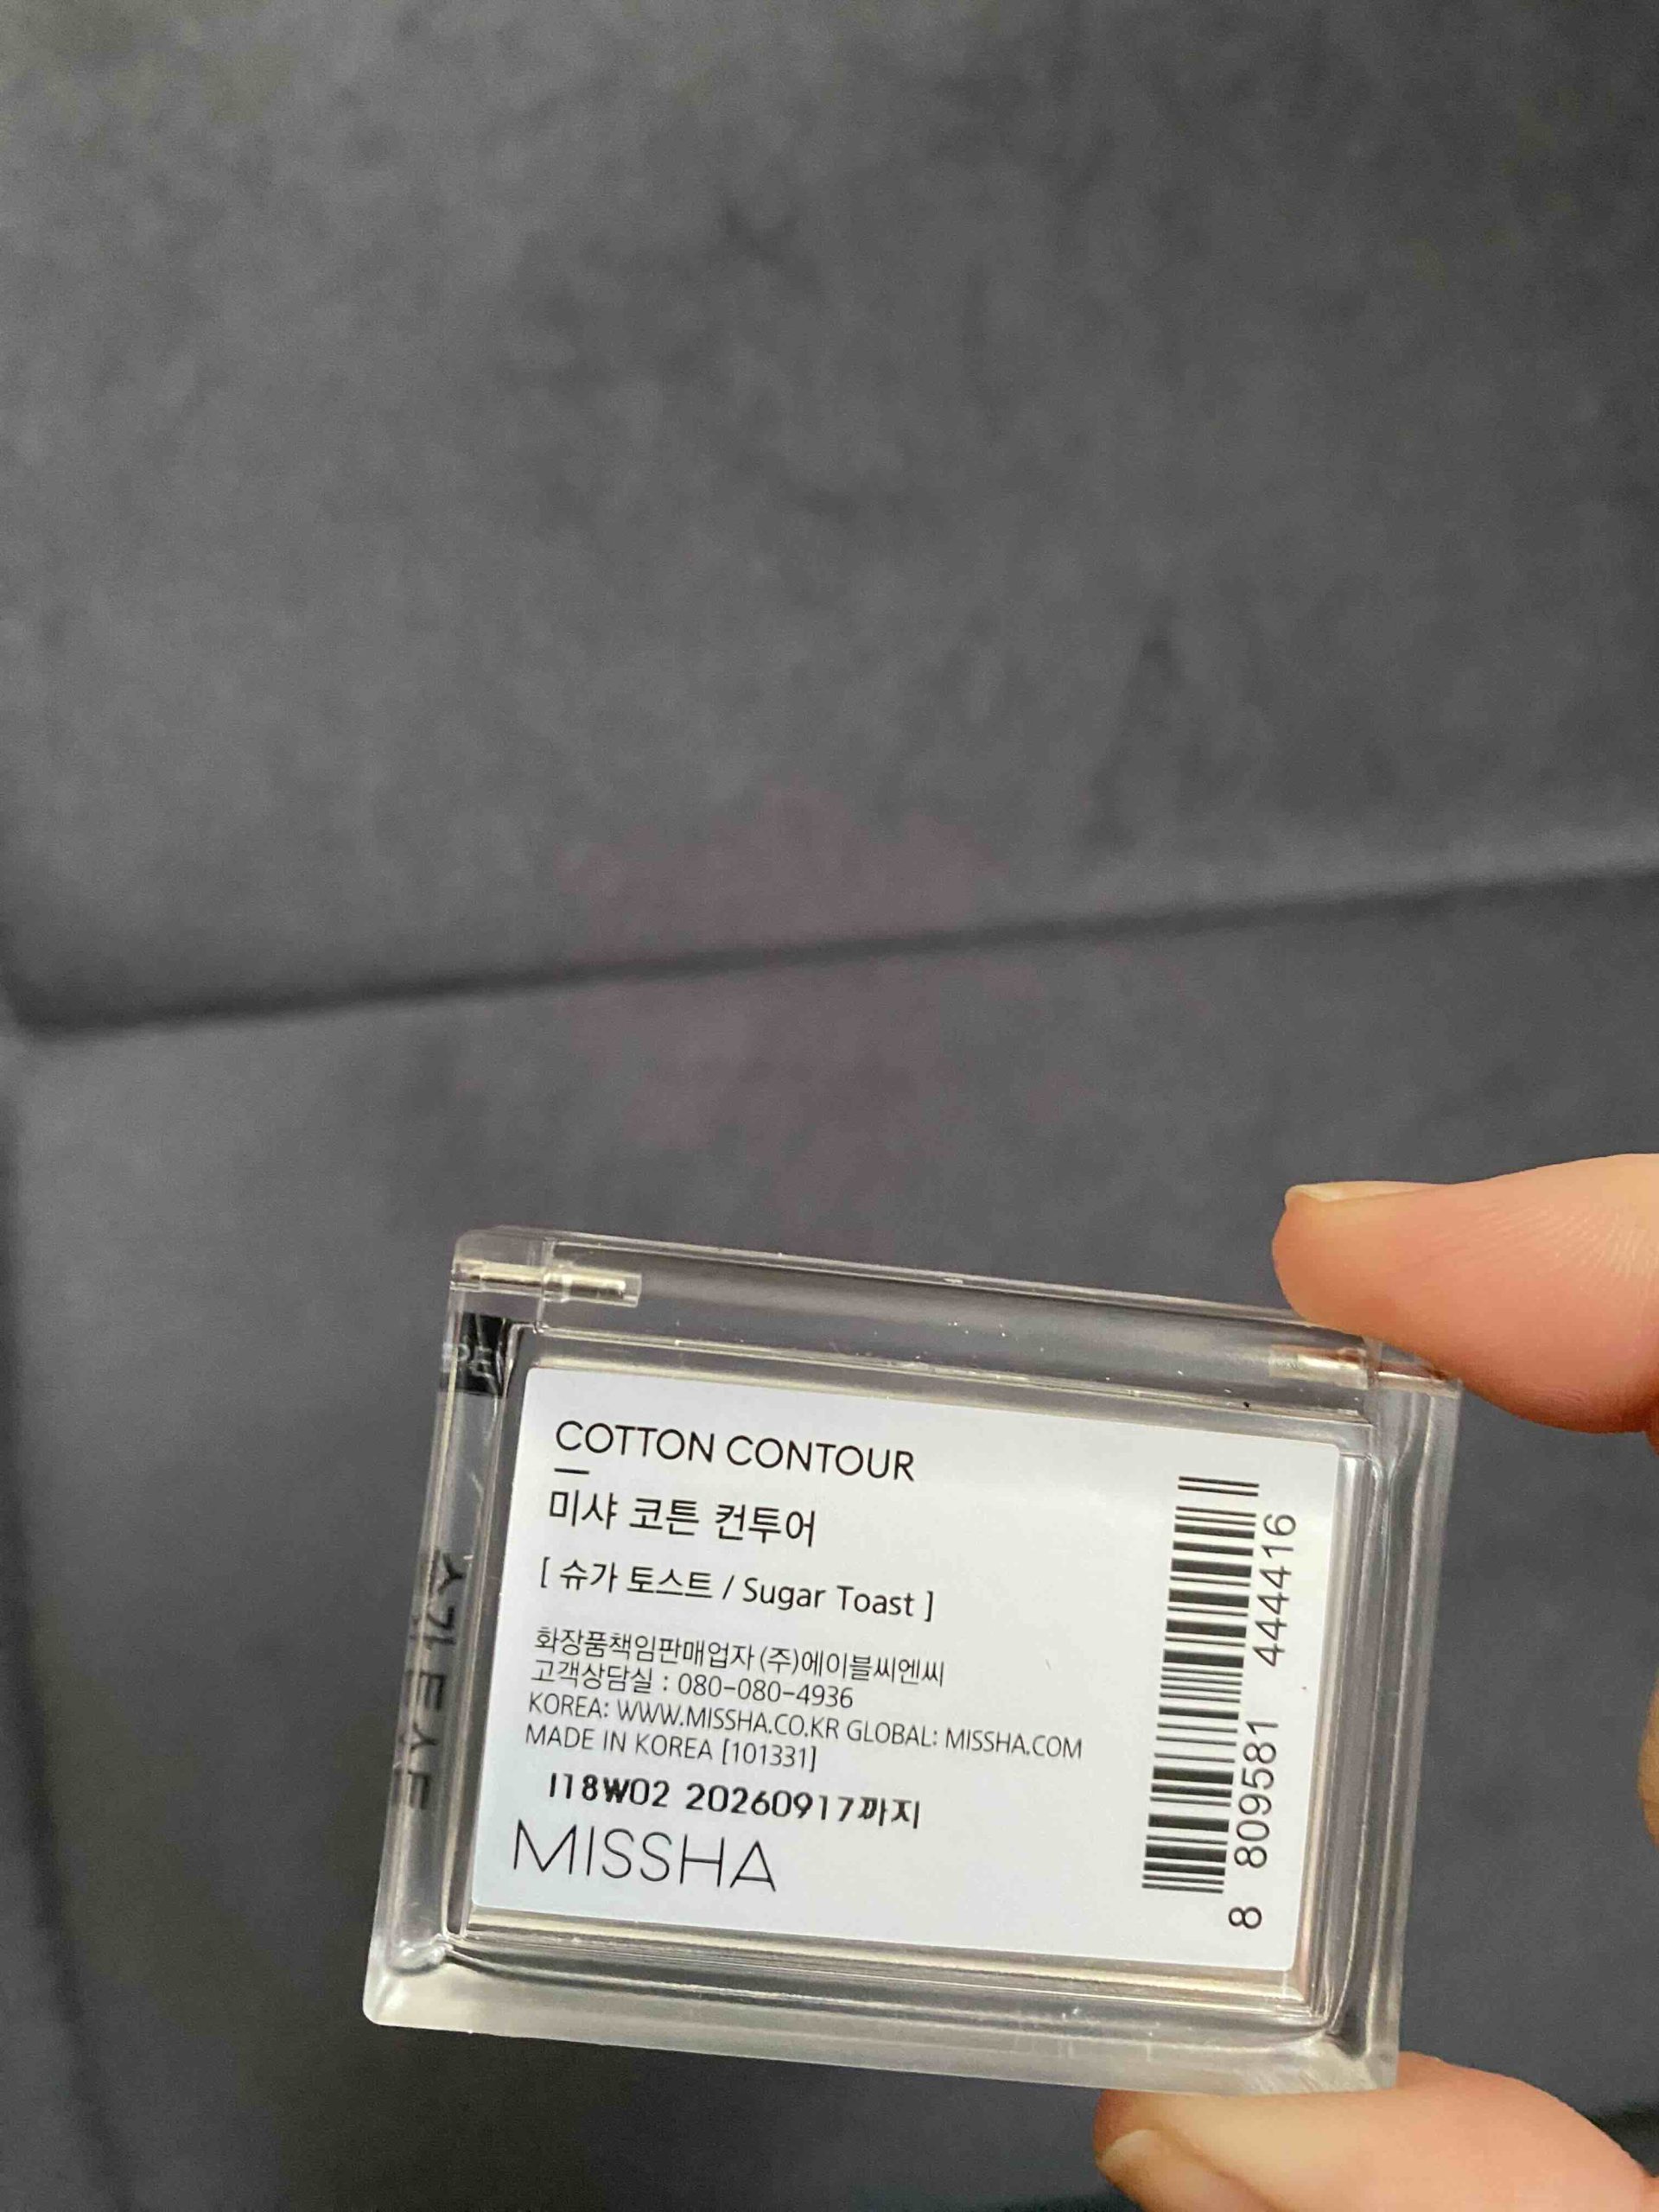 COTTON CONTOUR
미샤 코튼 컨투어
[ 슈가 토스트 / Sugar Toast ]
화장품책임판매업자 (주)에이블씨엔씨
고객상담실 : 080-080-4936
KOREA: WWW.MISSHA.CO.KR GLOBAL: MISSHA.COM
MADE IN KOREA [101331]
I18W02 20260917까지
MISSHA
8 809581 444416